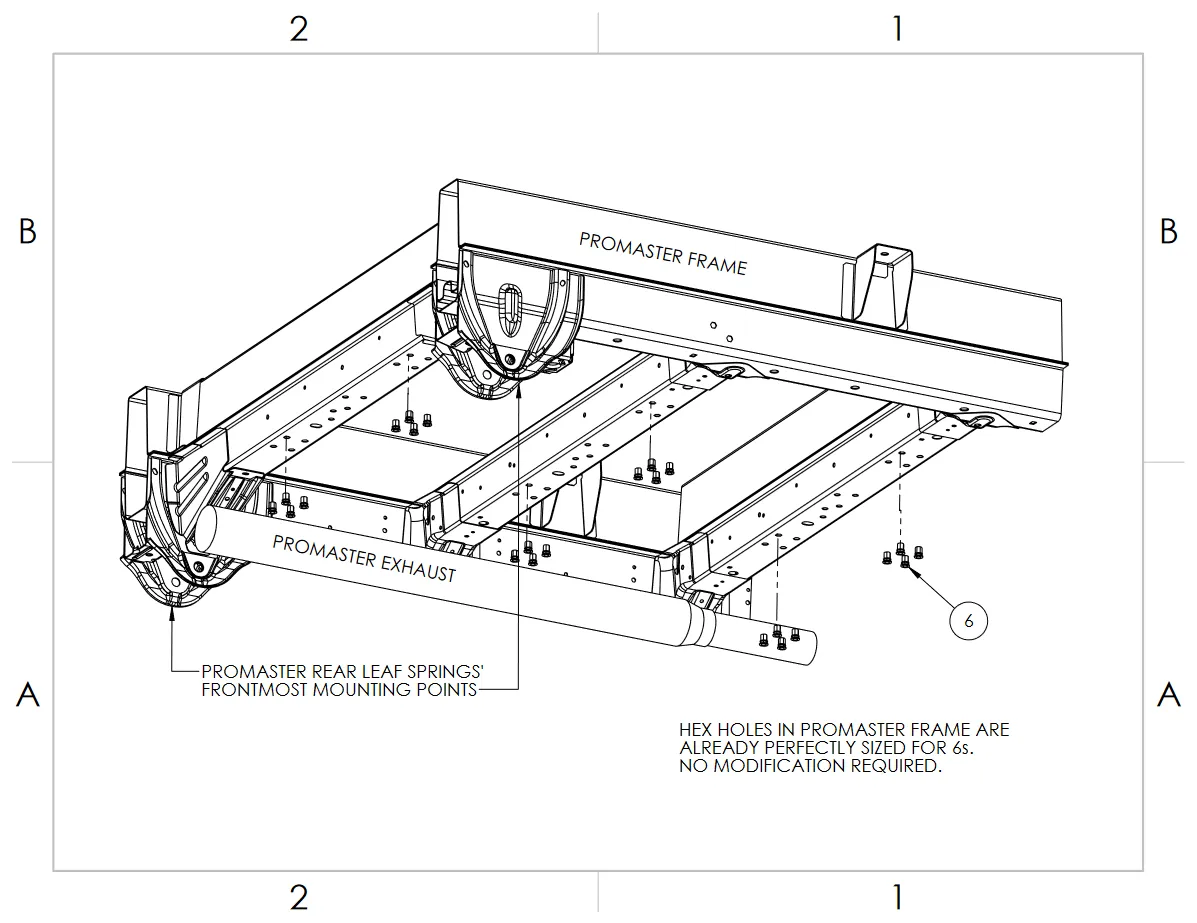 2
1
B
B
PROMASTER FRAME
PROMASTER EXHAUST
6
PROMASTER REAR LEAF SPRINGS'
FRONTMOST MOUNTING POINTS
A
A
HEX HOLES IN PROMASTER FRAME ARE
ALREADY PERFECTLY SIZED FOR 6s.
NO MODIFICATION REQUIRED.
2
1